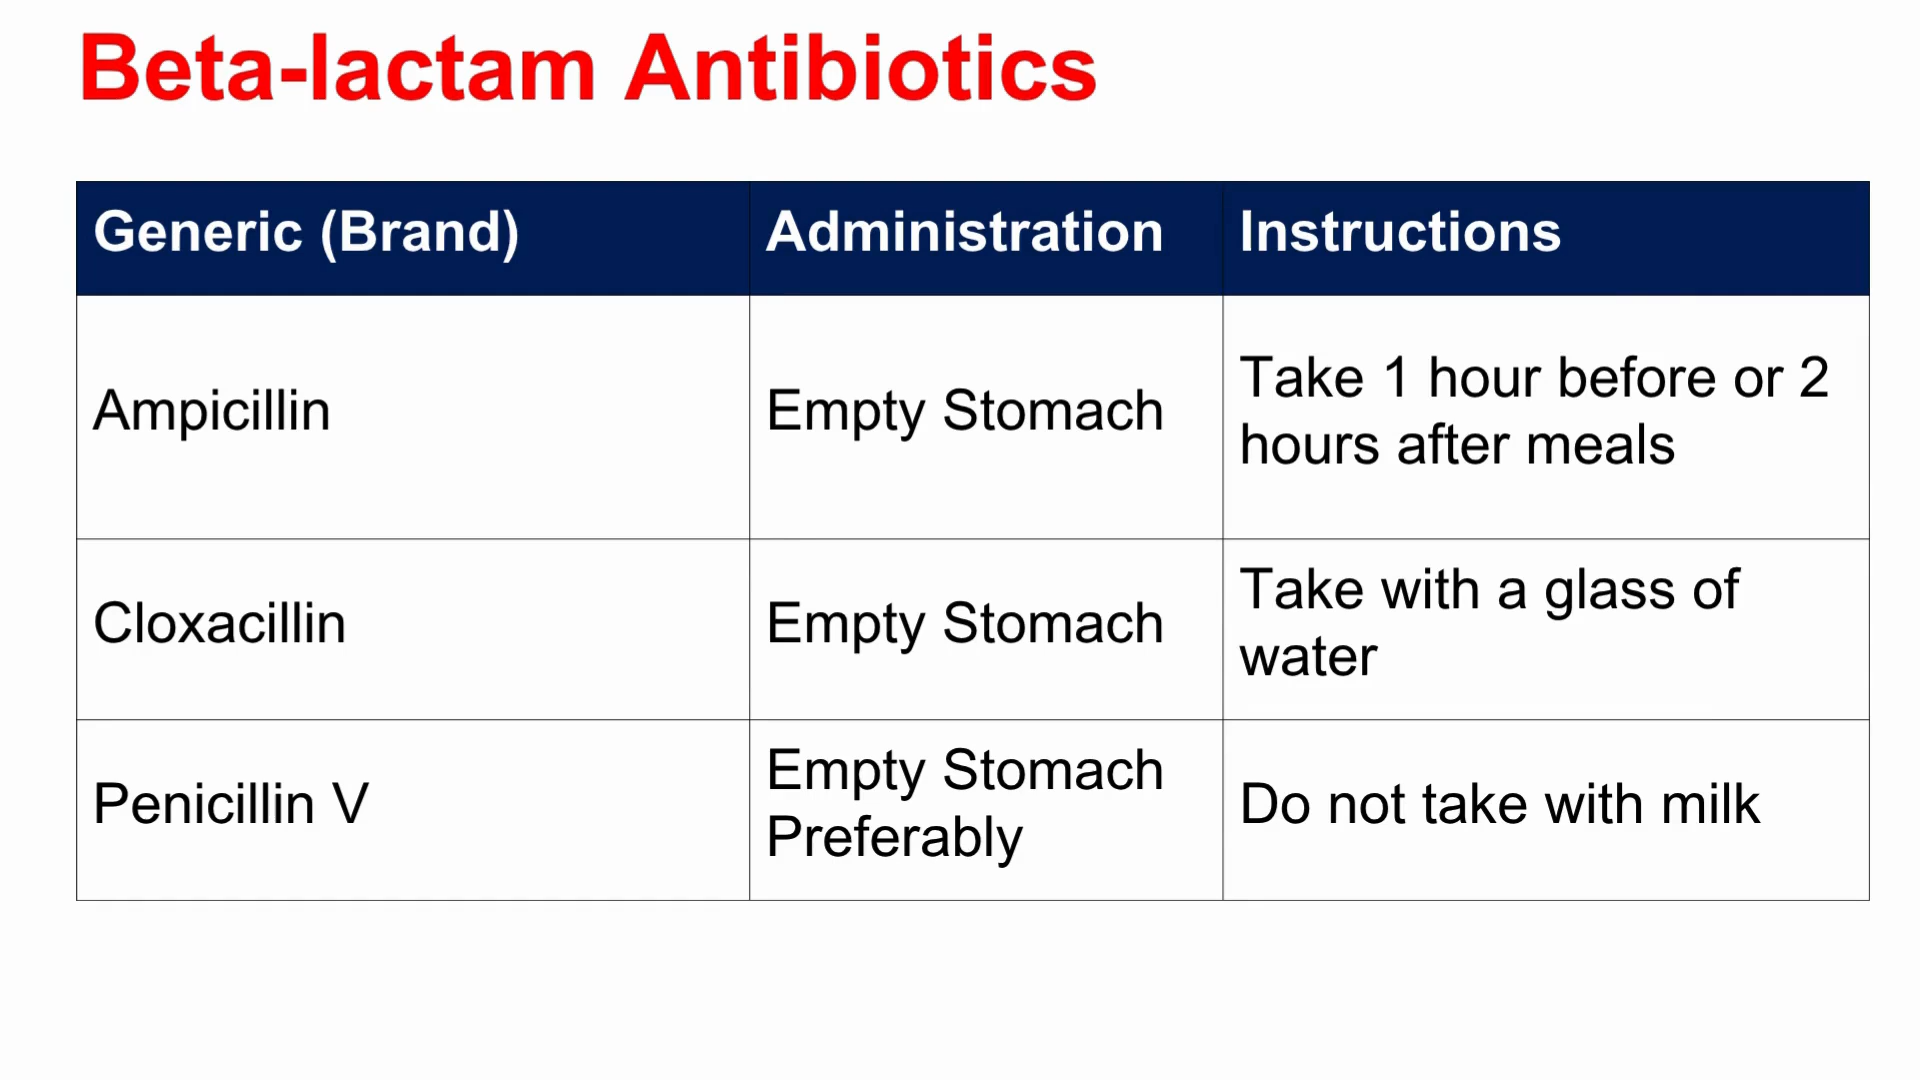 Beta-lactam Antibiotics
Generic (Brand)
Administration
Instructions
Ampicillin
Empty Stomach
Take 1 hour before or 2
hours after meals
Cloxacillin
Empty Stomach
Take with a glass of
water
Penicillin V
Empty Stomach
Preferably
Do not take with milk